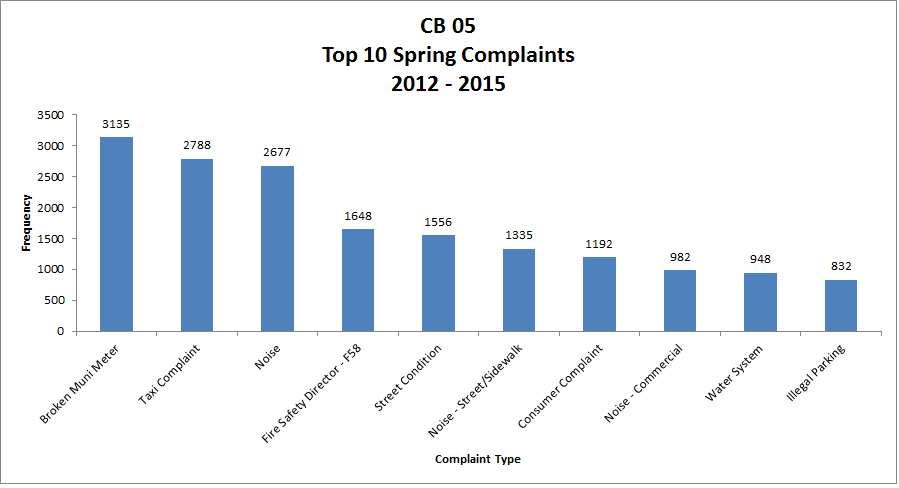 CB 05
Top 10 Spring Complaints
2012 - 2015
Frequency
3500
3000
2500
2000
1500
1000
500
0
3135
2788
2677
1648
1556
1335
1192
982
948
832
Broken Muni Meter
Taxi Complaint
Noise
Fire Safety Director - F58
Street Condition
Noise - Street/Sidewalk
Consumer Complaint
Noise - Commercial
Water System
Illegal Parking
Complaint Type